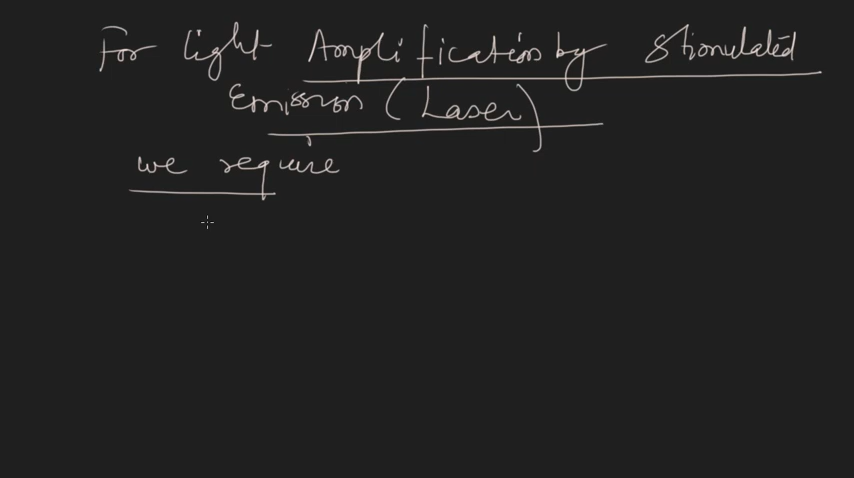 For light Amplification by Stimulated
Emission (Laser)
we require